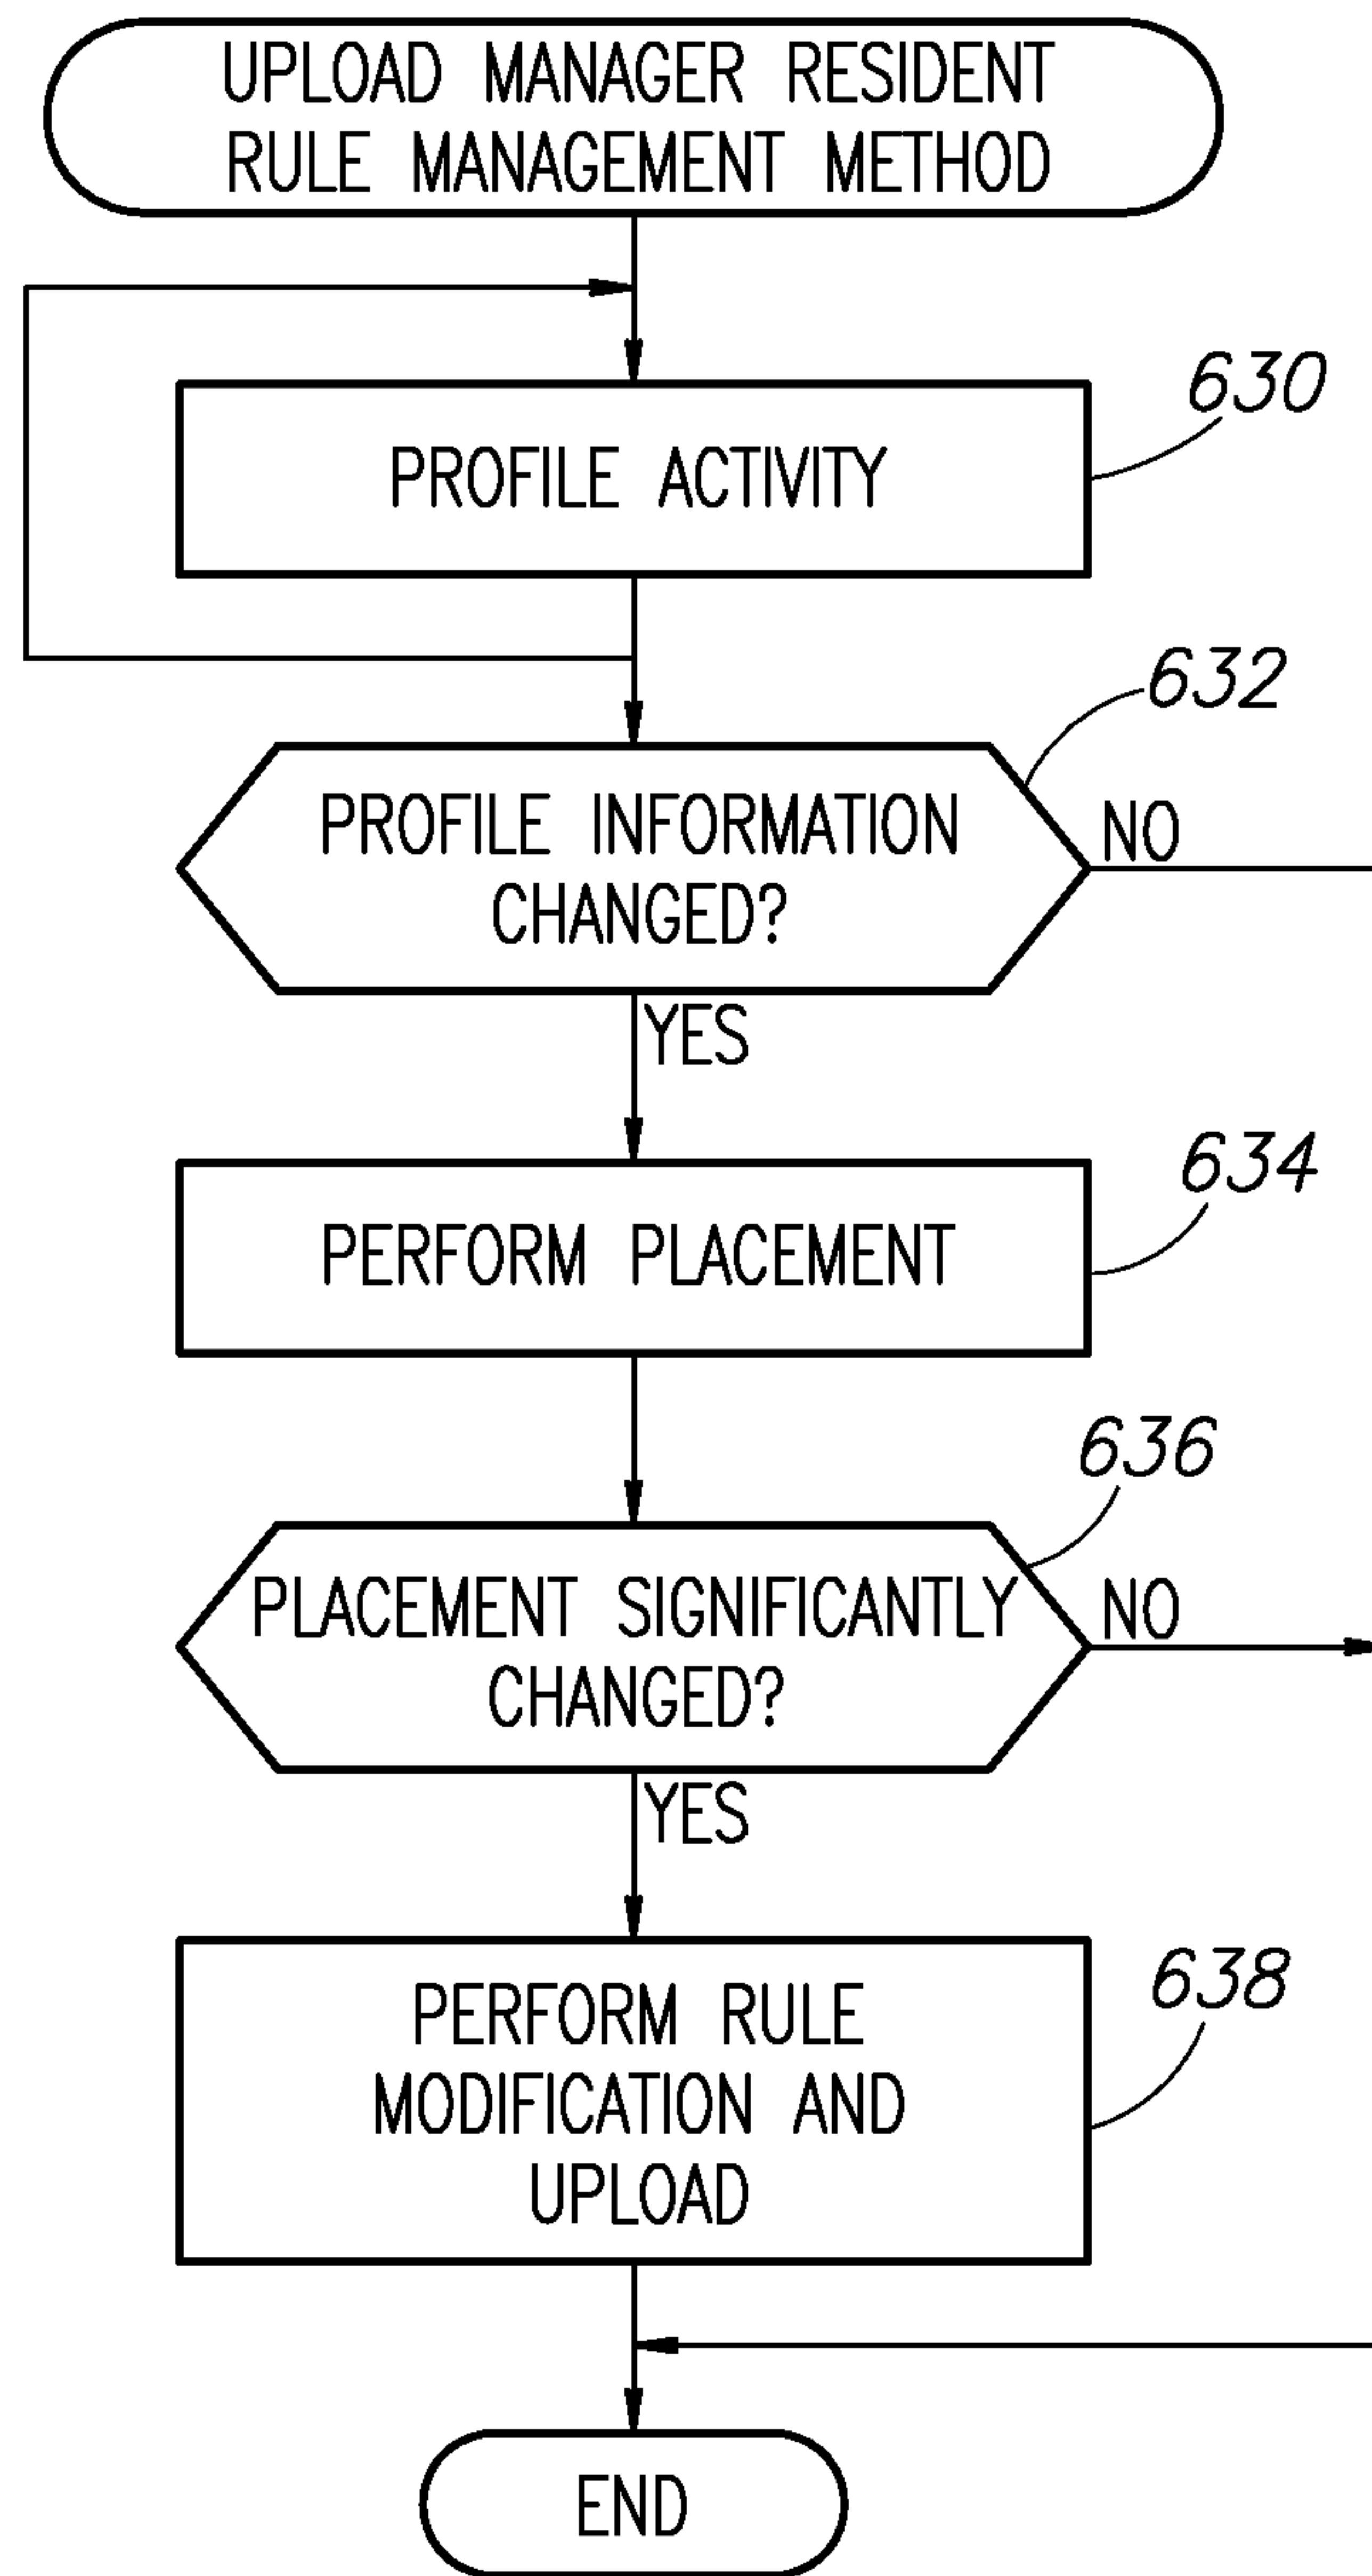 UPLOAD MANAGER RESIDENT
RULE MANAGEMENT METHOD
PROFILE ACTIVITY
630
632
PROFILE INFORMATION
CHANGED?
NO
YES
634
PERFORM PLACEMENT
636
PLACEMENT SIGNIFICANTLY
CHANGED?
NO
YES
638
PERFORM RULE
MODIFICATION AND
UPLOAD
END